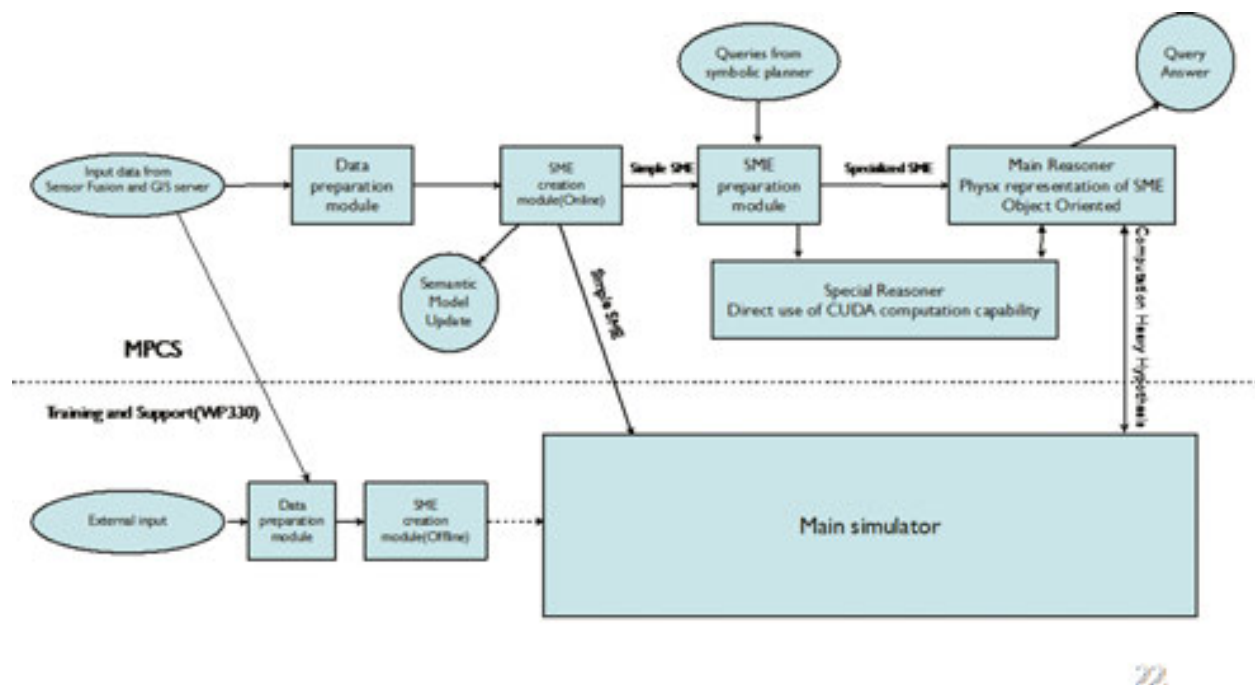 Queries from
symbolic planner
Query
Answer
Input data from
Sensor Fusion and GIS server
Data
preparation
module
SME
creation
module(Online)
Simple SME
SME
preparation
module
Specialized SME
Main Reasoner
Physx representation of SME
Object Oriented
Semantic
Model
Update
Simple SME
Special Reasoner
Direct use of CUDA computation capability
Computation Heavy Hypothesis
MPCS
Training and Support(WP330)
External input
Data
preparation
module
SME
creation
module(Offline)
Main simulator
22